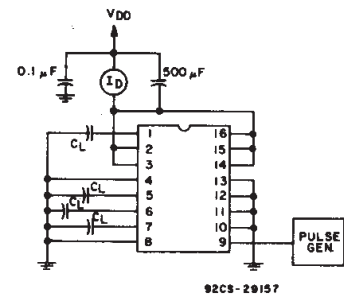 VDD
0.1 μF
ID
500 μF
CL
1 16
2 15
3 14
4 13
CL
5 12
CL
6 11
CL
7 10
8 9
PULSE
GEN.
92CS-29157